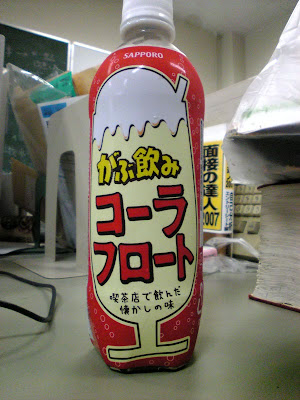 SAPPORO
がぶ飲み
コーラ
フロート
喫茶店で飲んだ
懐かしの味
面接の達人
2007